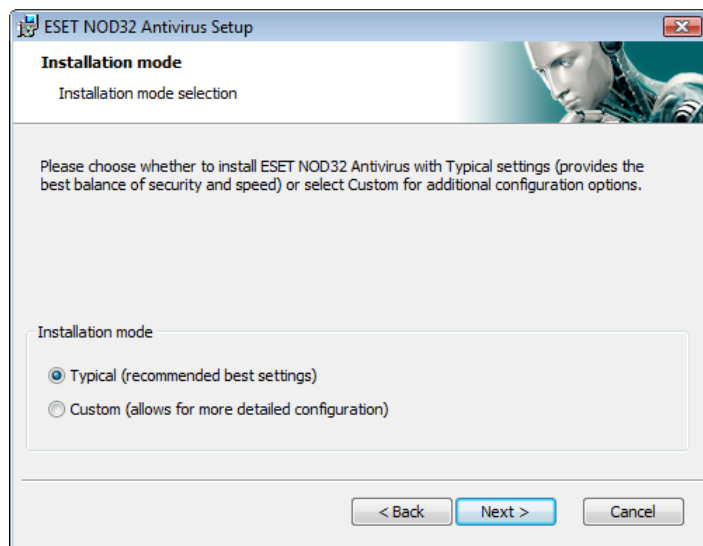 ESET NOD32 Antivirus Setup
Installation mode
Installation mode selection
Please choose whether to install ESET NOD32 Antivirus with Typical settings (provides the
best balance of security and speed) or select Custom for additional configuration options.
Installation mode
Typical (recommended best settings)
Custom (allows for more detailed configuration)
< Back
Next >
Cancel